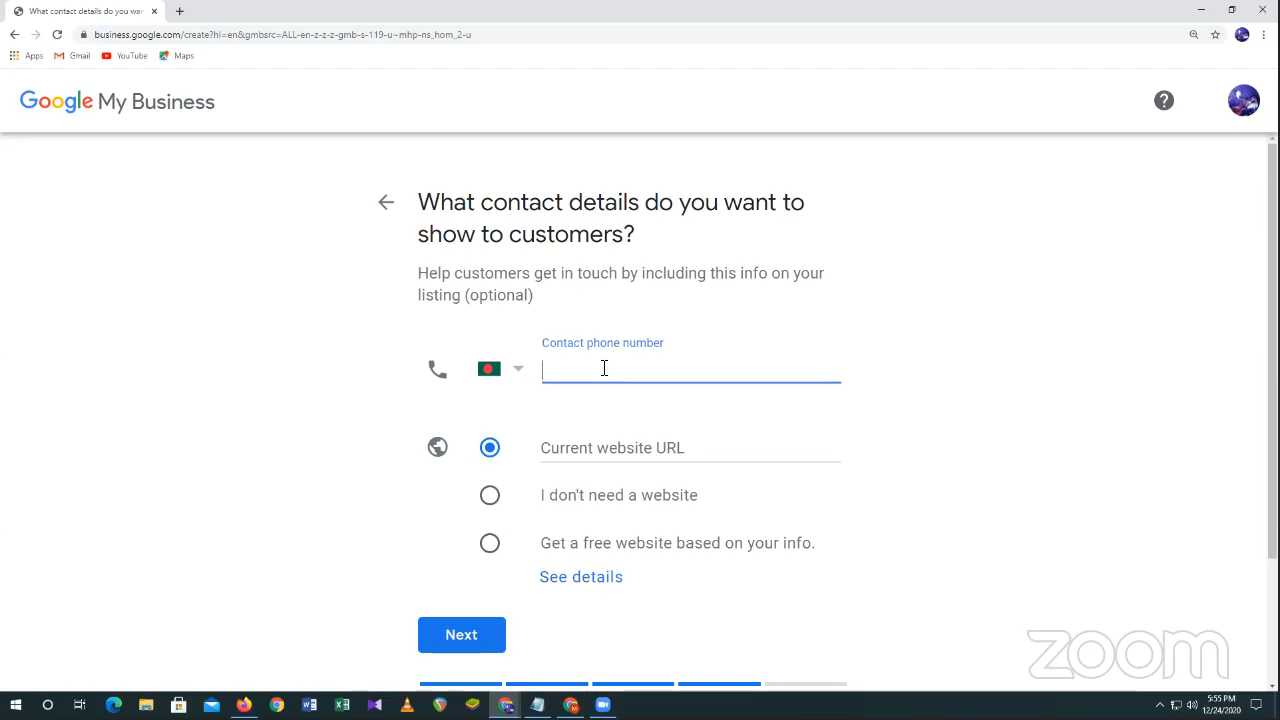 What contact details do you wan
business.google.com/create?hl=en&gmbsrc=ALL-en-z-z-z-gmb-s-119-u~mhp-ns_hom_2-u
Apps Gmail YouTube Maps
Google My Business
What contact details do you want to
show to customers?
Help customers get in touch by including this info on your
listing (optional)
Contact phone number
Current website URL
I don't need a website
Get a free website based on your info.
See details
Next
zoom
5:55 PM
12/24/2020